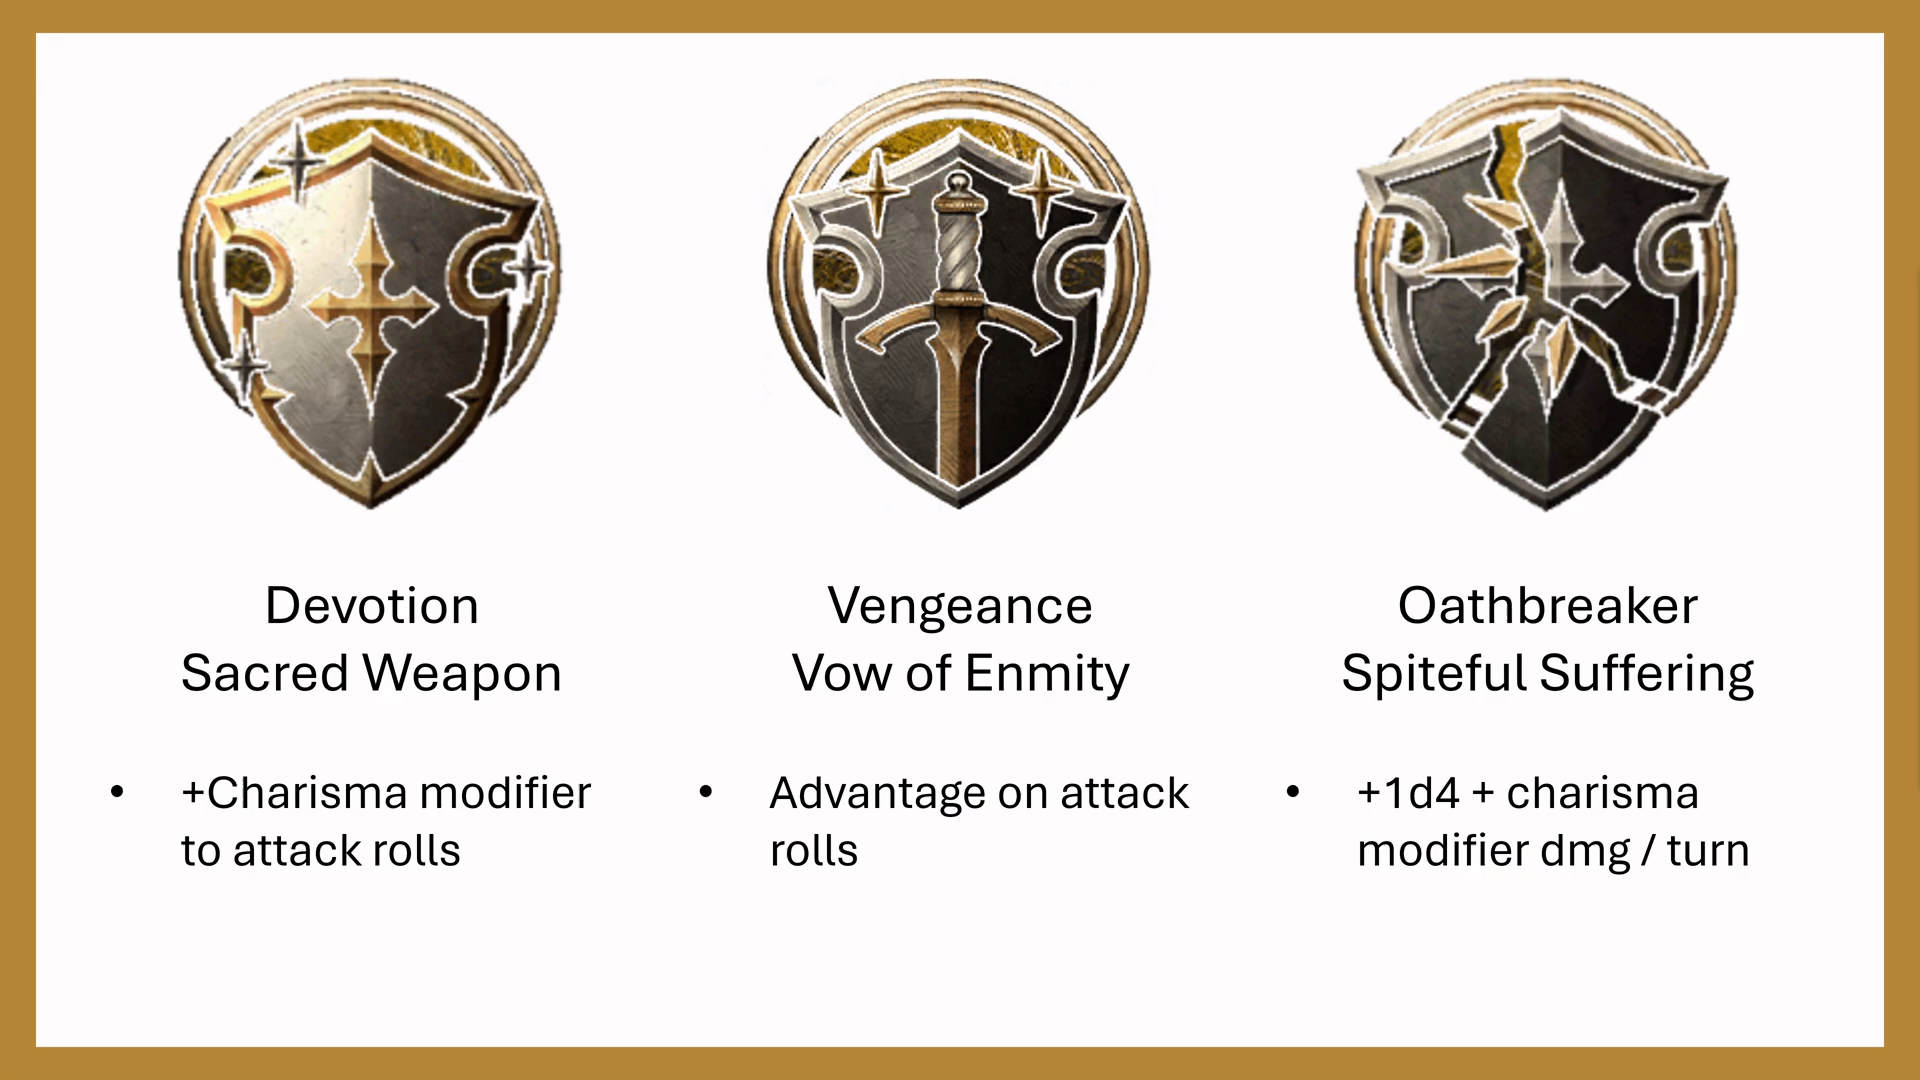 Devotion
Sacred Weapon
• +Charisma modifier
to attack rolls
Vengeance
Vow of Enmity
• Advantage on attack
rolls
Oathbreaker
Spiteful Suffering
• +1d4 + charisma
modifier dmg / turn